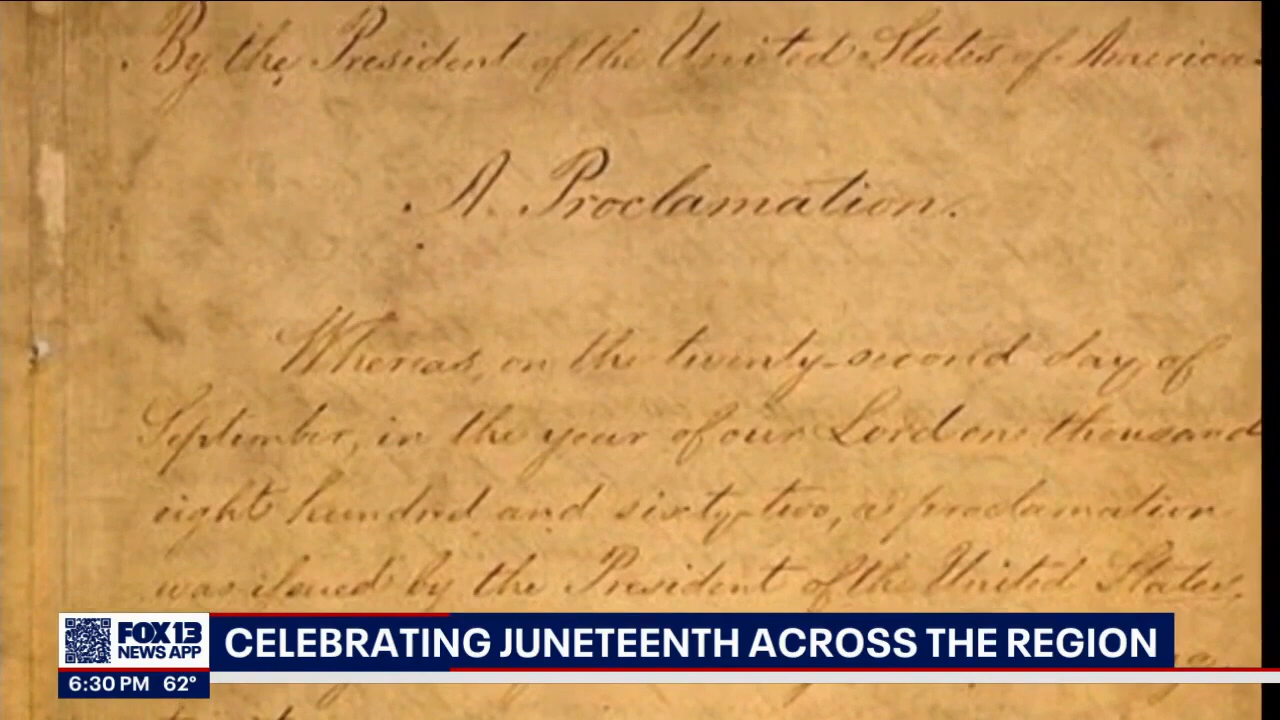 By the President of the United States of America.
A Proclamation.
Whereas, on the twenty-second day of
September, in the year of our Lord one thousand
eight hundred and sixty-two, a proclamation
was issued by the President of the United States,
FOX13
NEWS APP
CELEBRATING JUNETEENTH ACROSS THE REGION
6:30 PM 62°